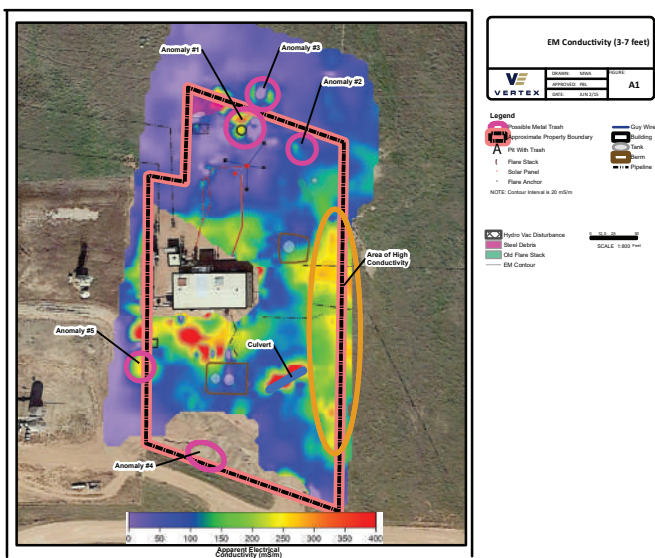 EM Conductivity (3-7 feet)
VERTEX
DRAWN: NIWA
APPROVED: PKL
DATE: JUN 2/15
FIGURE:
A1
Legend
Possible Metal Trash
Approximate Property Boundary
A Pit With Trash
( Flare Stack
Solar Panel
Flare Anchor
NOTE: Contour Interval is 20 mS/m
Guy Wire
Building
Tank
Berm
Pipeline
Hydro Vac Disturbance
Steel Debris
Old Flare Stack
EM Contour
SCALE 1:800 Feet
Anomaly #1
Anomaly #3
Anomaly #2
Area of High
Conductivity
Anomaly #5
Culvert
Anomaly #4
0 50 100 150 200 250 300 350 400
Apparent Electrical
Conductivity (mS/m)